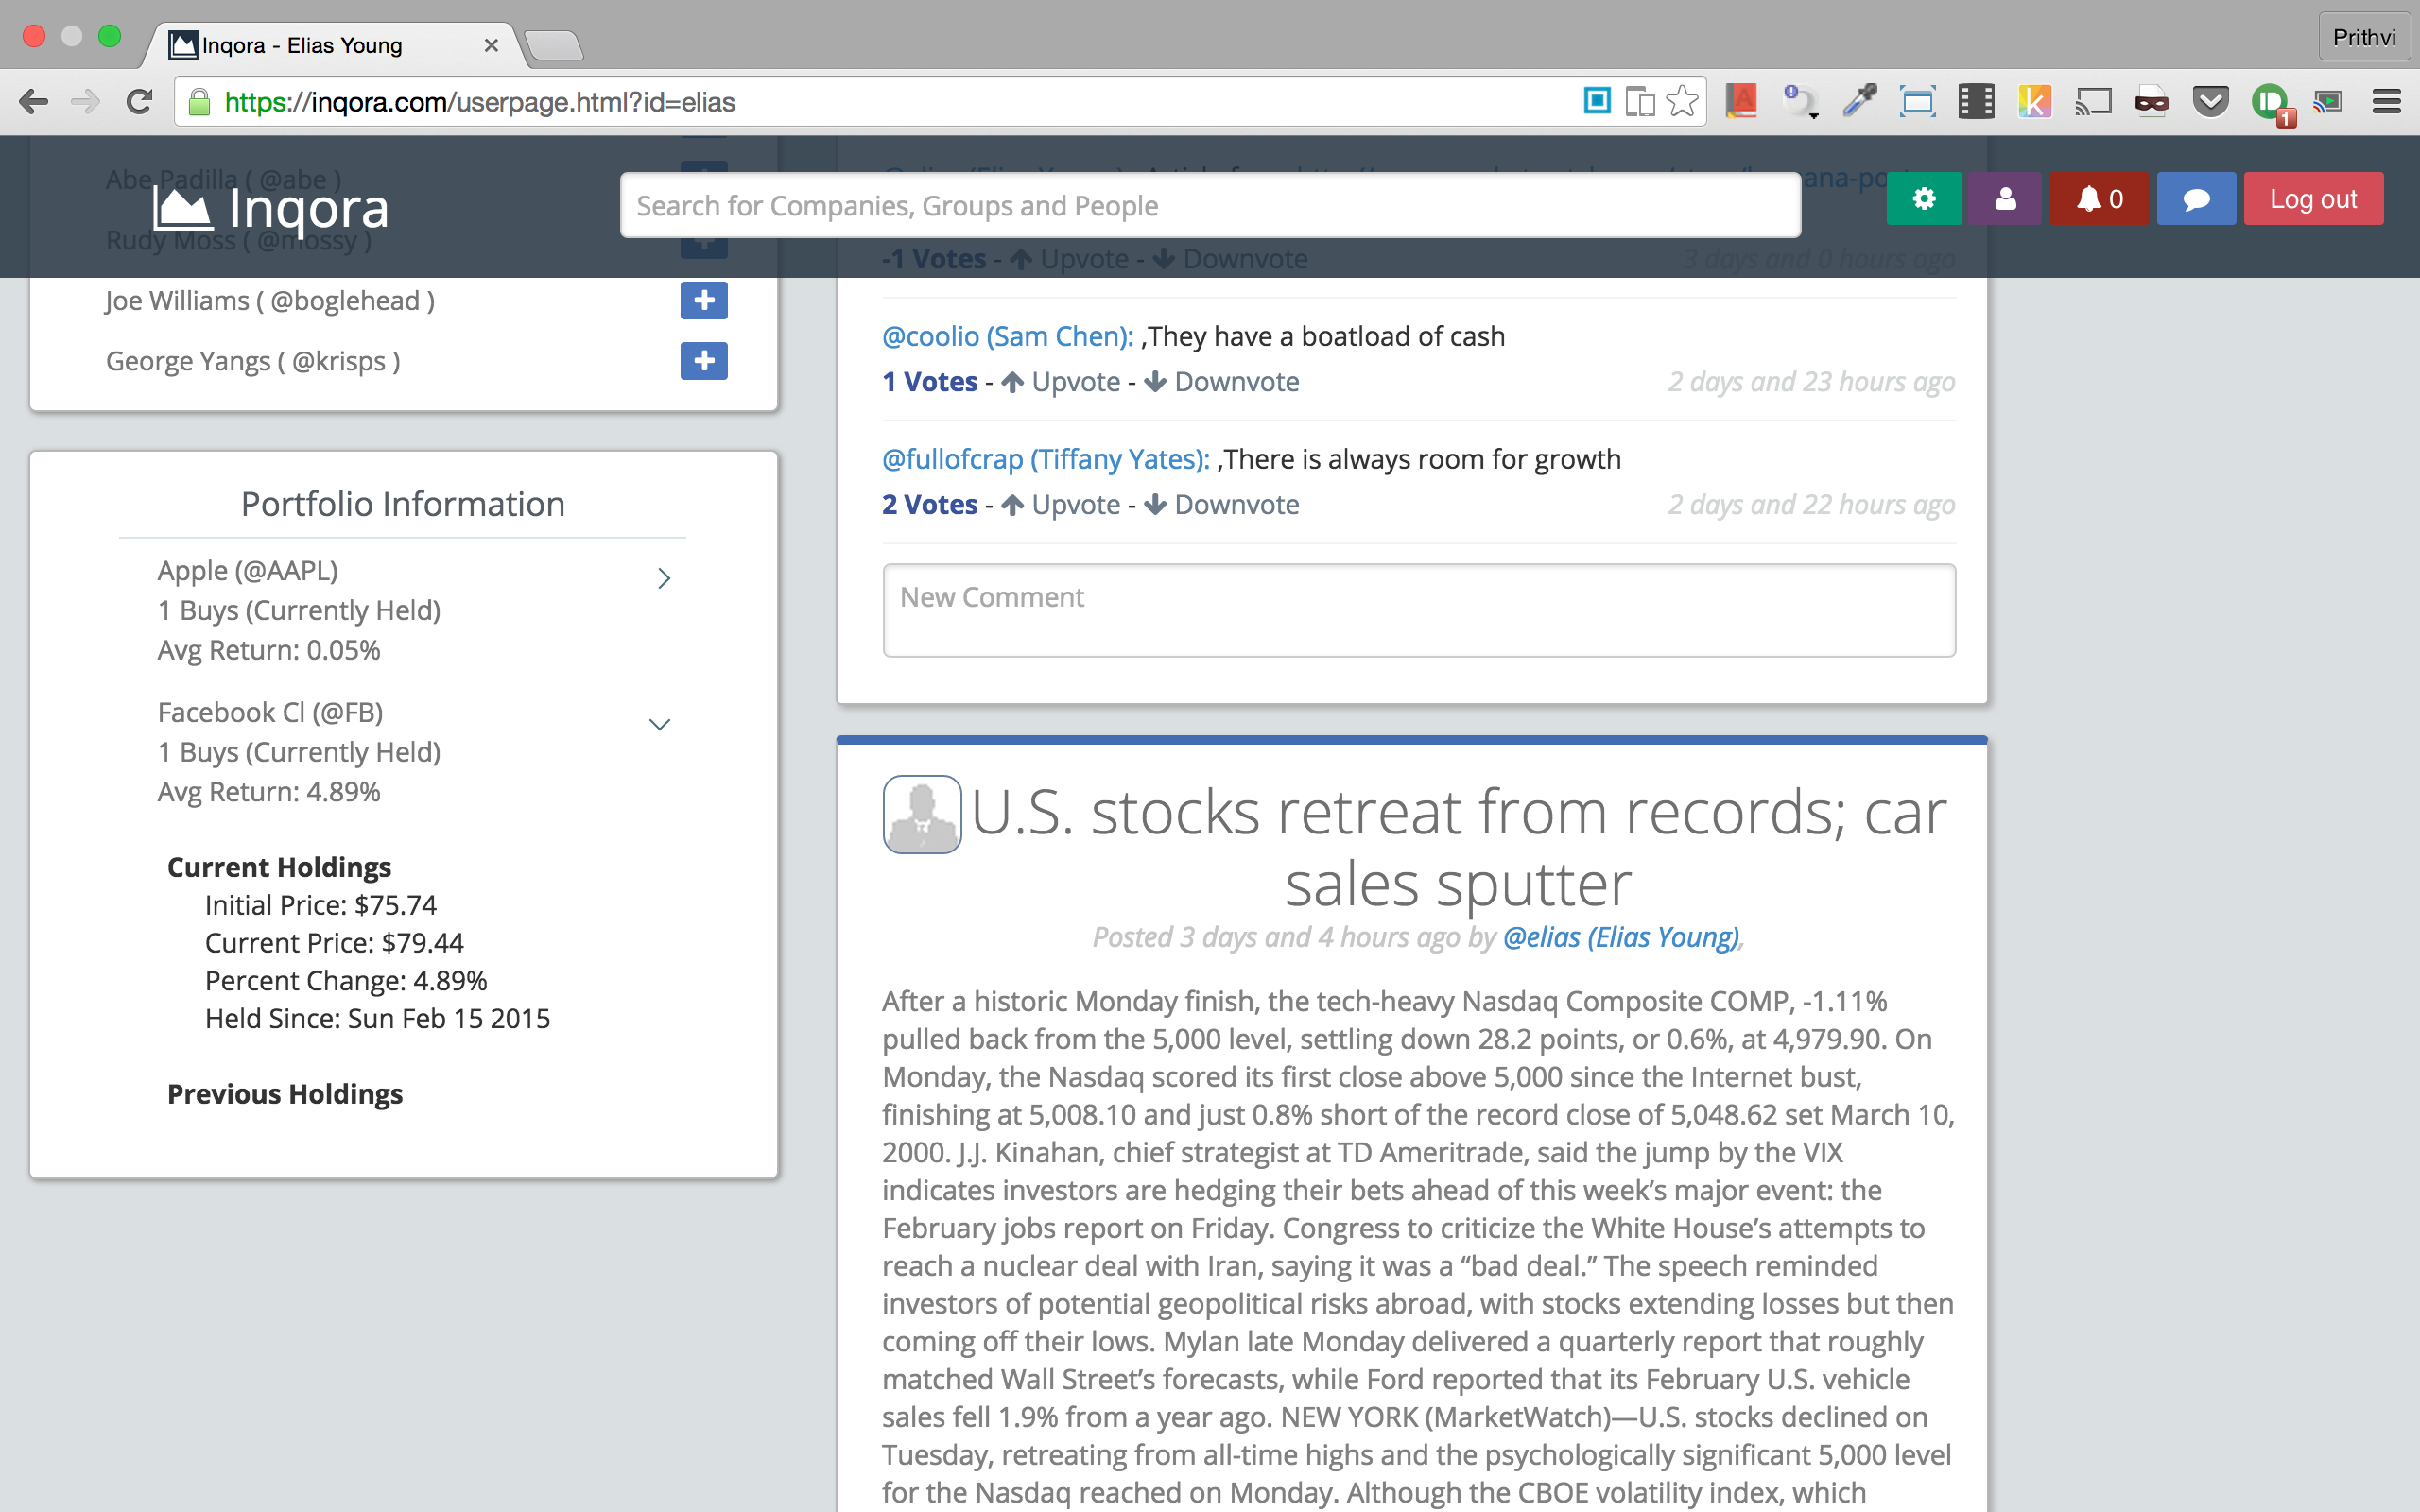 Inqora - Elias Young
Prithvi
https://inqora.com/userpage.html?id=elias
1
Abe Padilla ( @abe )
Inqora
Search for Companies, Groups and People
0
Log out
Rudy Moss ( @mossy )
-1 Votes - Upvote - Downvote
3 days and 0 hours ago
Joe Williams ( @boglehead )
George Yangs ( @krisps )
Portfolio Information
Apple (@AAPL)
1 Buys (Currently Held)
Avg Return: 0.05%
Facebook Cl (@FB)
1 Buys (Currently Held)
Avg Return: 4.89%
Current Holdings
Initial Price: $75.74
Current Price: $79.44
Percent Change: 4.89%
Held Since: Sun Feb 15 2015
Previous Holdings
@coolio (Sam Chen): ,They have a boatload of cash
1 Votes - Upvote - Downvote
2 days and 23 hours ago
@fullofcrap (Tiffany Yates): ,There is always room for growth
2 Votes - Upvote - Downvote
2 days and 22 hours ago
New Comment
U.S. stocks retreat from records; car
sales sputter
Posted 3 days and 4 hours ago by @elias (Elias Young),
After a historic Monday finish, the tech-heavy Nasdaq Composite COMP, -1.11%
pulled back from the 5,000 level, settling down 28.2 points, or 0.6%, at 4,979.90. On
Monday, the Nasdaq scored its first close above 5,000 since the Internet bust,
finishing at 5,008.10 and just 0.8% short of the record close of 5,048.62 set March 10,
2000. J.J. Kinahan, chief strategist at TD Ameritrade, said the jump by the VIX
indicates investors are hedging their bets ahead of this week’s major event: the
February jobs report on Friday. Congress to criticize the White House’s attempts to
reach a nuclear deal with Iran, saying it was a “bad deal.” The speech reminded
investors of potential geopolitical risks abroad, with stocks extending losses but then
coming off their lows. Mylan late Monday delivered a quarterly report that roughly
matched Wall Street’s forecasts, while Ford reported that its February U.S. vehicle
sales fell 1.9% from a year ago. NEW YORK (MarketWatch)—U.S. stocks declined on
Tuesday, retreating from all-time highs and the psychologically significant 5,000 level
for the Nasdaq reached on Monday. Although the CBOE volatility index, which